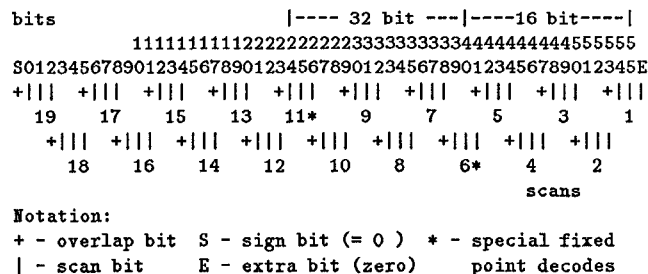 bits |---- 32 bit ---|----16 bit----|
1111111111222222222233333333334444444444555555
S01234567890123456789012345678901234567890123456789012345E
+||| +||| +||| +||| +||| +||| +||| +||| +||| +|||
19 17 15 13 11* 9 7 5 3 1
+||| +||| +||| +||| +||| +||| +||| +||| +|||
18 16 14 12 10 8 6* 4 2
scans
Notation:
+ - overlap bit S - sign bit (= 0 ) * - special fixed
| - scan bit E - extra bit (zero) point decodes